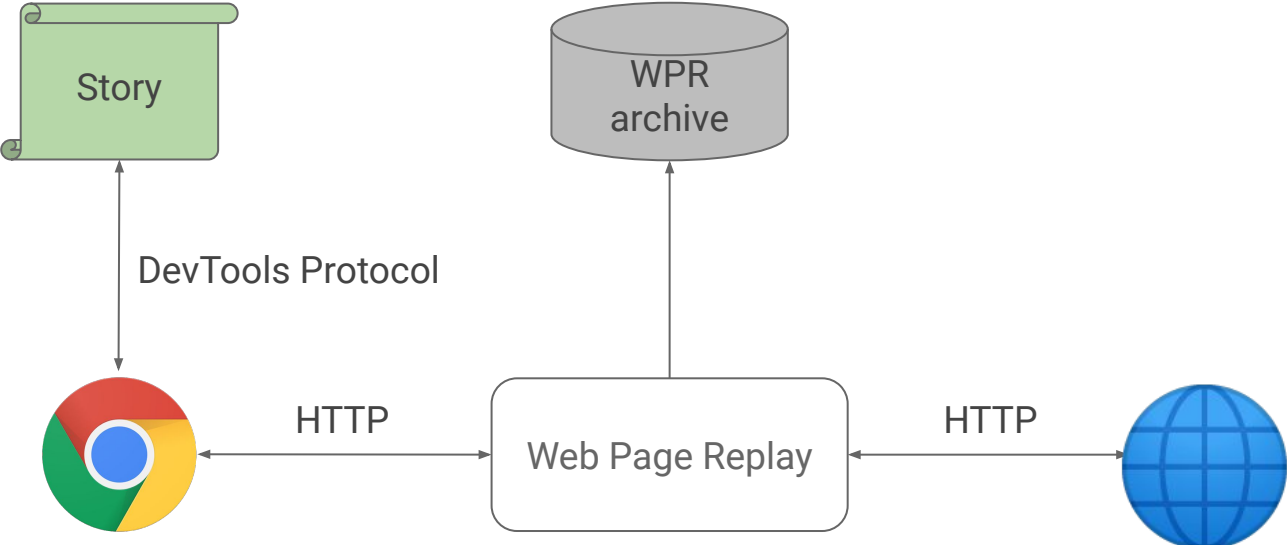 Story
WPR
archive
DevTools Protocol
HTTP
HTTP
Web Page Replay